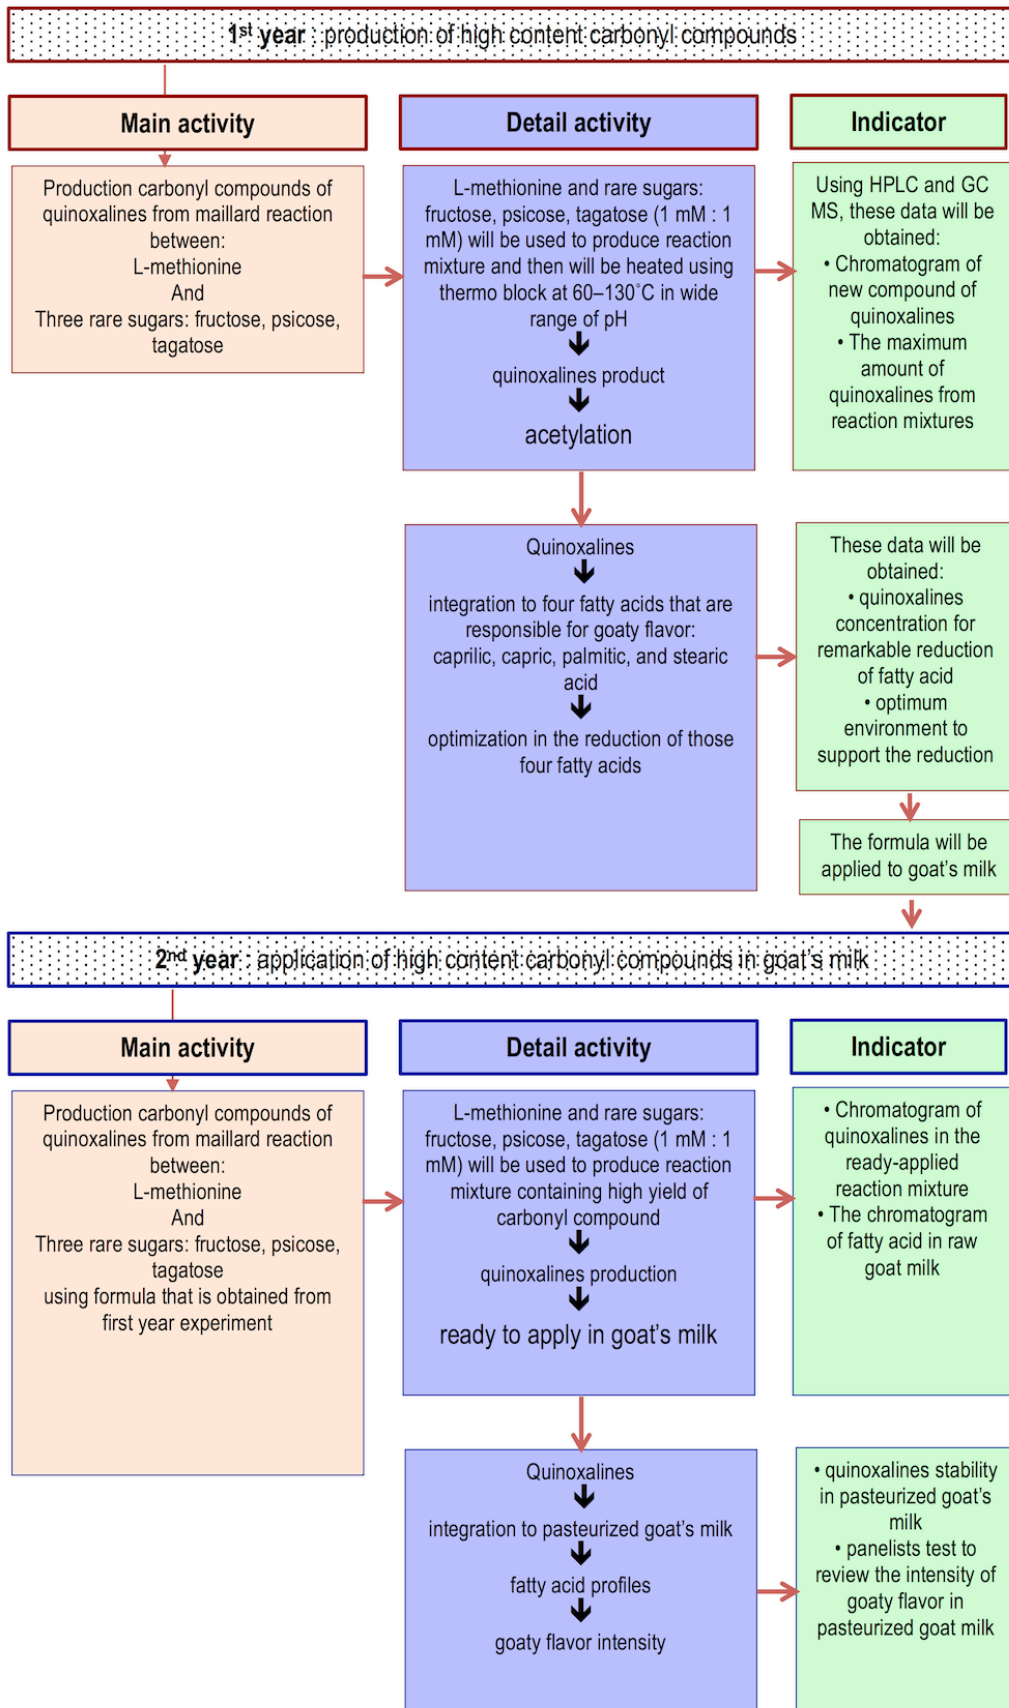 1st year : production of high content carbonyl compounds
Main activity
Detail activity
Indicator
Production carbonyl compounds of
quinoxalines from maillard reaction
between:
L-methionine
And
Three rare sugars: fructose, psicose,
tagatose
L-methionine and rare sugars:
fructose, psicose, tagatose (1 mM : 1
mM) will be used to produce reaction
mixture and then will be heated using
thermo block at 60–130˚C in wide
range of pH
quinoxalines product
acetylation
Using HPLC and GC
MS, these data will be
obtained:
• Chromatogram of
new compound of
quinoxalines
• The maximum
amount of
quinoxalines from
reaction mixtures
Quinoxalines
integration to four fatty acids that are
responsible for goaty flavor:
caprilic, capric, palmitic, and stearic
acid
optimization in the reduction of those
four fatty acids
These data will be
obtained:
• quinoxalines
concentration for
remarkable reduction
of fatty acid
• optimum
environment to
support the reduction
The formula will be
applied to goat's milk
2nd year : application of high content carbonyl compounds in goat's milk
Main activity
Detail activity
Indicator
Production carbonyl compounds of
quinoxalines from maillard reaction
between:
L-methionine
And
Three rare sugars: fructose, psicose,
tagatose
using formula that is obtained from
first year experiment
L-methionine and rare sugars:
fructose, psicose, tagatose (1 mM : 1
mM) will be used to produce reaction
mixture containing high yield of
carbonyl compound
quinoxalines production
ready to apply in goat's milk
• Chromatogram of
quinoxalines in the
ready-applied
reaction mixture
• The chromatogram
of fatty acid in raw
goat milk
Quinoxalines
integration to pasteurized goat's milk
fatty acid profiles
goaty flavor intensity
• quinoxalines stability
in pasteurized goat's
milk
• panelists test to
review the intensity of
goaty flavor in
pasteurized goat milk